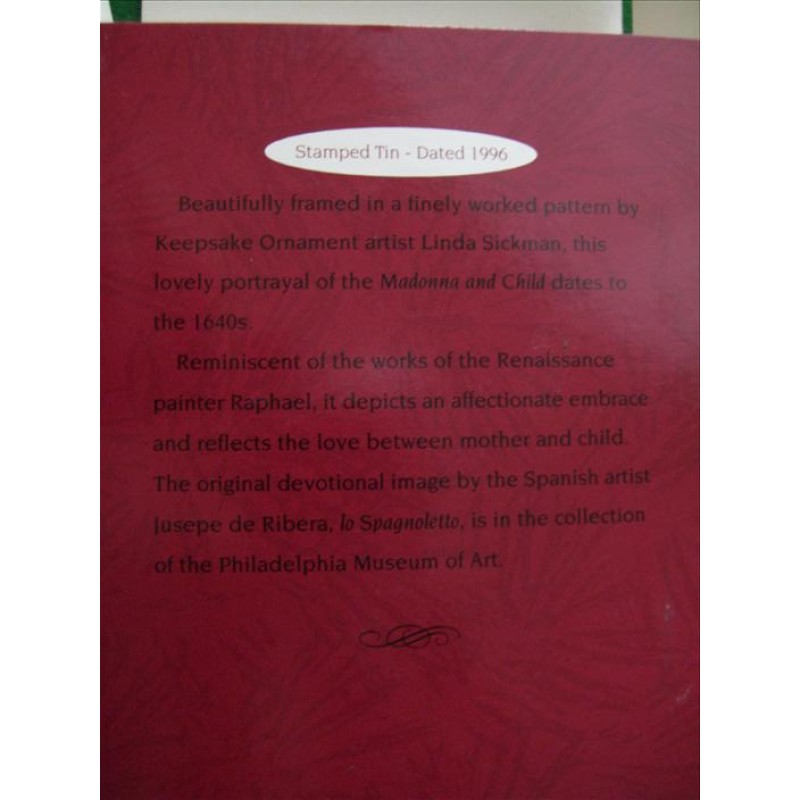 Stamped Tin - Dated 1996
Beautifully framed in a finely worked pattern by
Keepsake Ornament artist Linda Sickman, this
lovely portrayal of the Madonna and Child dates to
the 1640s.
Reminiscent of the works of the Renaissance
painter Raphael, it depicts an affectionate embrace
and reflects the love between mother and child.
The original devotional image by the Spanish artist
Jusepe de Ribera, lo Spagnoletto, is in the collection
of the Philadelphia Museum of Art.